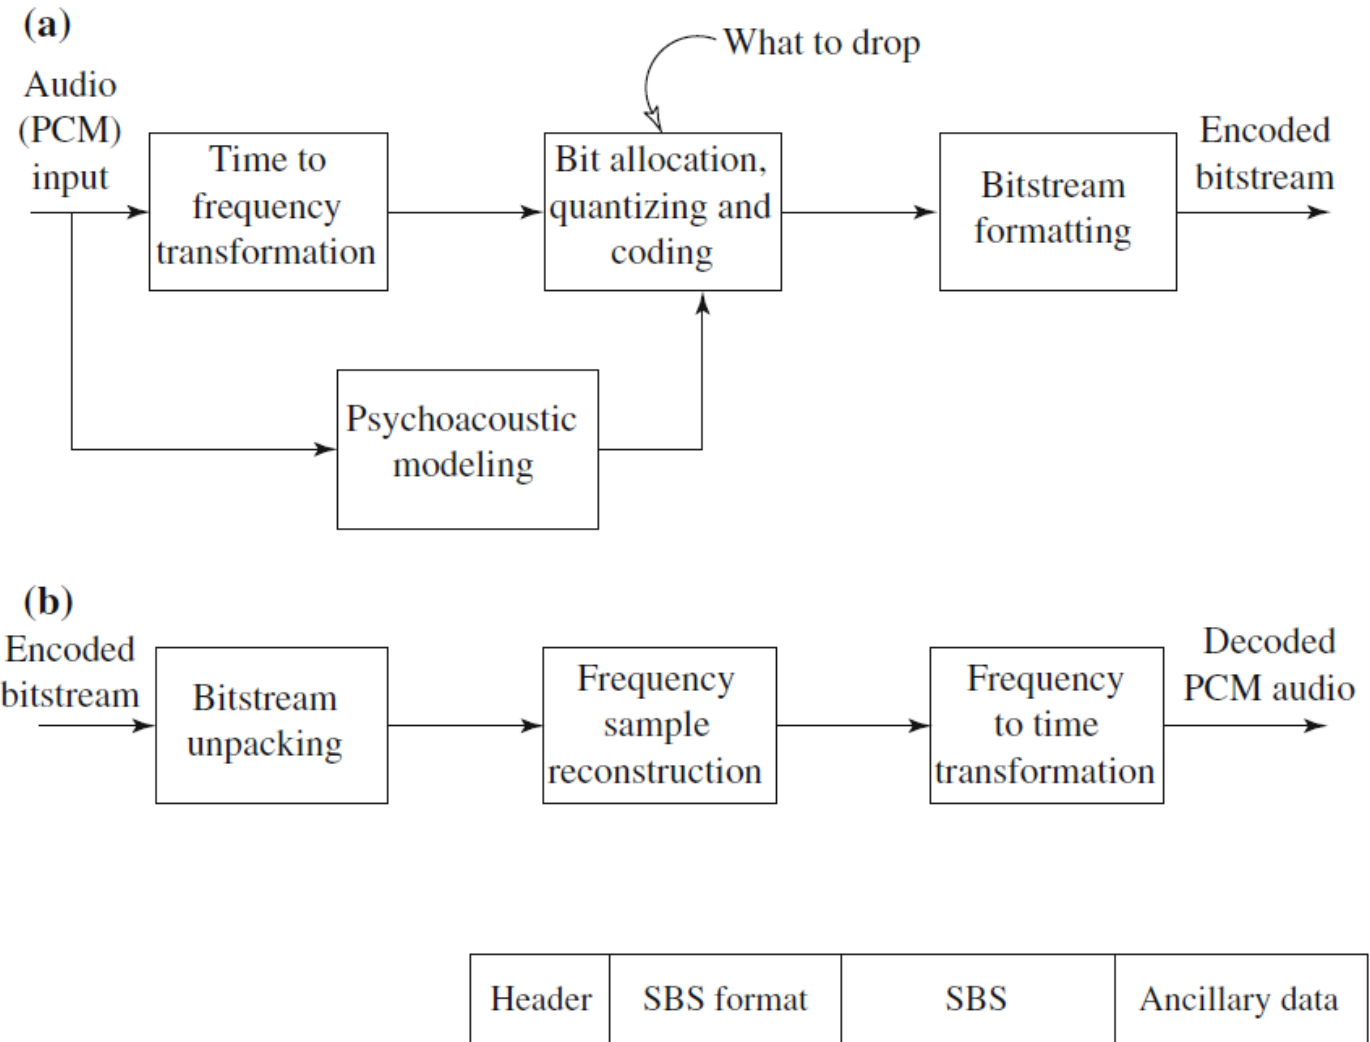 (a)
What to drop
Audio
(PCM)
input
Time to
frequency
transformation
Bit allocation,
quantizing and
coding
Bitstream
formatting
Encoded
bitstream
Psychoacoustic
modeling
(b)
Encoded
bitstream
Bitstream
unpacking
Frequency
sample
reconstruction
Frequency
to time
transformation
Decoded
PCM audio
Header
SBS format
SBS
Ancillary data